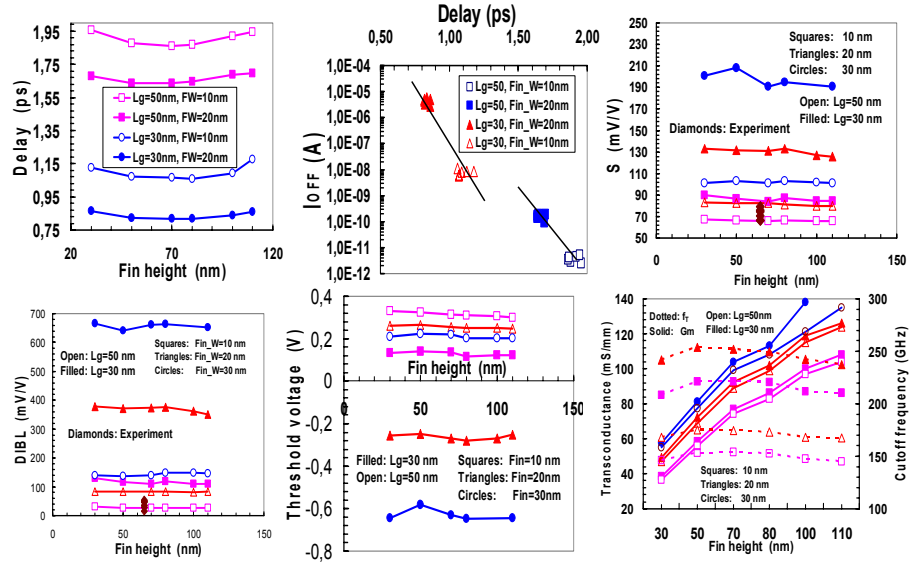 Delay (ps)
1,95
1,75
1,55
1,35
1,15
0,95
0,75
20
70
120
Fin height (nm)
Lg=50nm, FW=10nm
Lg=50nm, FW=20nm
Lg=30nm, FW=10nm
Lg=30nm, FW=20nm
Delay (ps)
0,50
0,80
1,10
1,40
1,70
2,00
IOFF (A)
1,0E-04
1,0E-05
1,0E-06
1,0E-07
1,0E-08
1,0E-09
1,0E-10
1,0E-11
1,0E-12
Lg=50, Fin_W=10nm
Lg=50, Fin_W=20nm
Lg=30, Fin_W=20nm
Lg=30, Fin_W=10nm
S (mV/V)
250
230
210
190
170
150
130
110
90
70
50
0
50
100
150
Fin height (nm)
Squares: 10 nm
Triangles: 20 nm
Circles: 30 nm
Open: Lg=50 nm
Filled: Lg=30 nm
Diamonds: Experiment
DIBL (mV/V)
700
600
500
400
300
200
100
0
0
50
100
150
Fin height (nm)
Open: Lg=50 nm
Filled: Lg=30 nm
Squares: Fin_W=10 nm
Triangles: Fin_W=20 nm
Circles: Fin_W=30 nm
Diamonds: Experiment
Threshold voltage (V)
0,4
0,2
0
-0,2
-0,4
-0,6
-0,8
0
50
100
150
Fin height (nm)
Filled: Lg=30 nm
Open: Lg=50 nm
Squares: Fin=10 nm
Triangles: Fin=20nm
Circles: Fin=30nm
Transconductance (mS/mm)
140
120
100
80
60
40
20
30
50
70
80
100
110
Fin height (nm)
Dotted: fT
Solid: Gm
Open: Lg=50nm
Filled: Lg=30 nm
Squares: 10 nm
Triangles: 20 nm
Circles: 30 nm
300
250
200
150
100
Cutoff frequency (GHz)